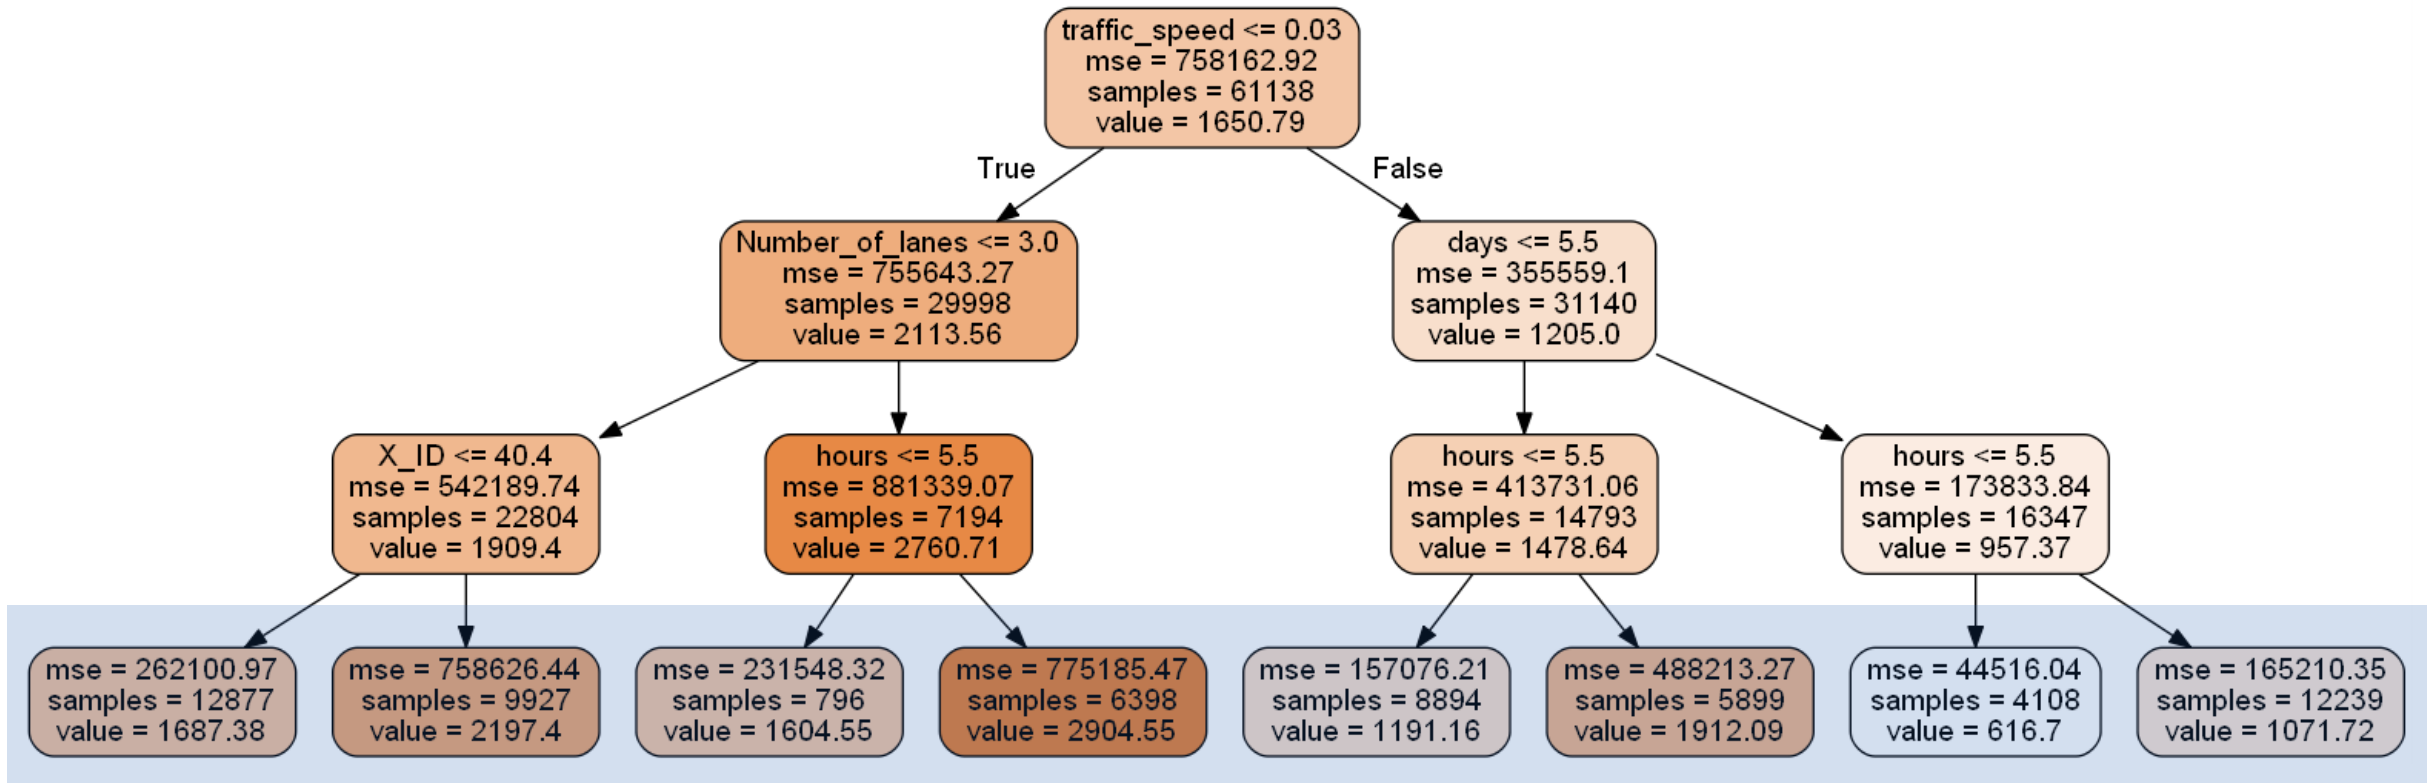 traffic_speed <= 0.03
mse = 758162.92
samples = 61138
value = 1650.79
True
False
Number_of_lanes <= 3.0
mse = 755643.27
samples = 29998
value = 2113.56
days <= 5.5
mse = 355559.1
samples = 31140
value = 1205.0
X_ID <= 40.4
mse = 542189.74
samples = 22804
value = 1909.4
hours <= 5.5
mse = 881339.07
samples = 7194
value = 2760.71
hours <= 5.5
mse = 413731.06
samples = 14793
value = 1478.64
hours <= 5.5
mse = 173833.84
samples = 16347
value = 957.37
mse = 262100.97
samples = 12877
value = 1687.38
mse = 758626.44
samples = 9927
value = 2197.4
mse = 231548.32
samples = 796
value = 1604.55
mse = 775185.47
samples = 6398
value = 2904.55
mse = 157076.21
samples = 8894
value = 1191.16
mse = 488213.27
samples = 5899
value = 1912.09
mse = 44516.04
samples = 4108
value = 616.7
mse = 165210.35
samples = 12239
value = 1071.72